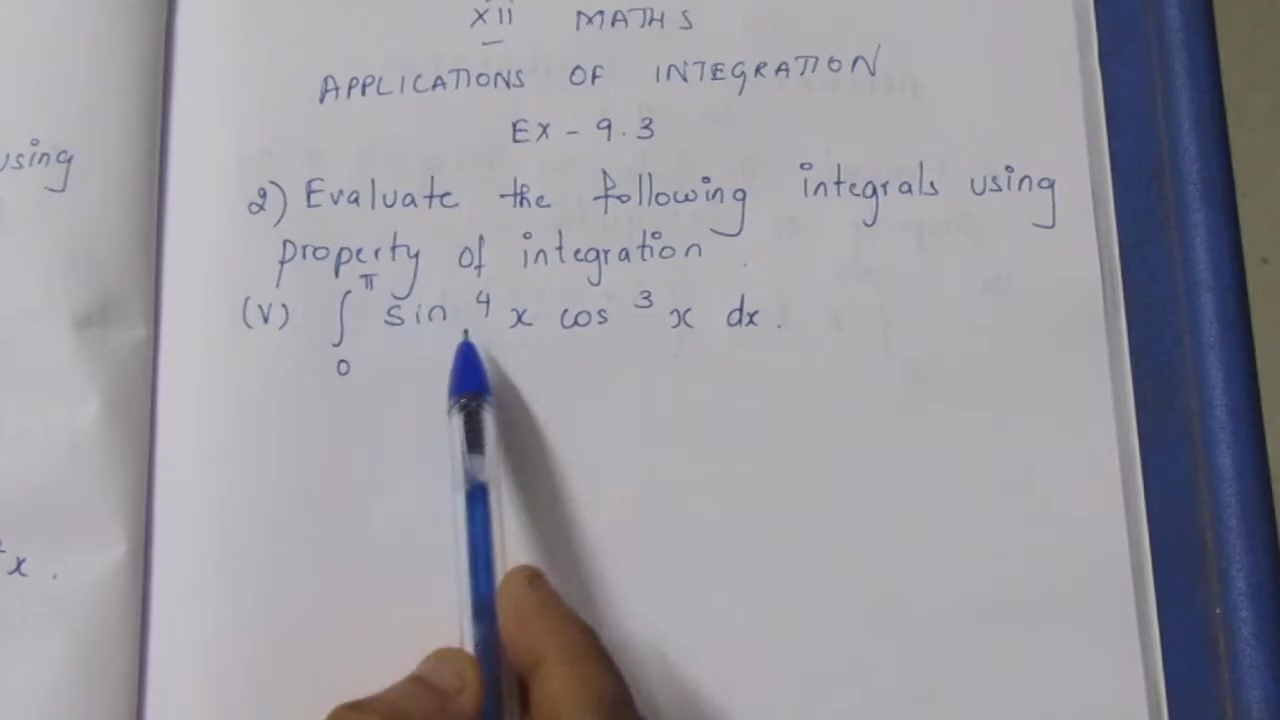 XII MATHS
APPLICATIONS OF INTEGRATION
EX - 9.3
using
2) Evaluate the following integrals using
property of integration
(V) ∫₀^π sin⁴x cos³x dx.
x.